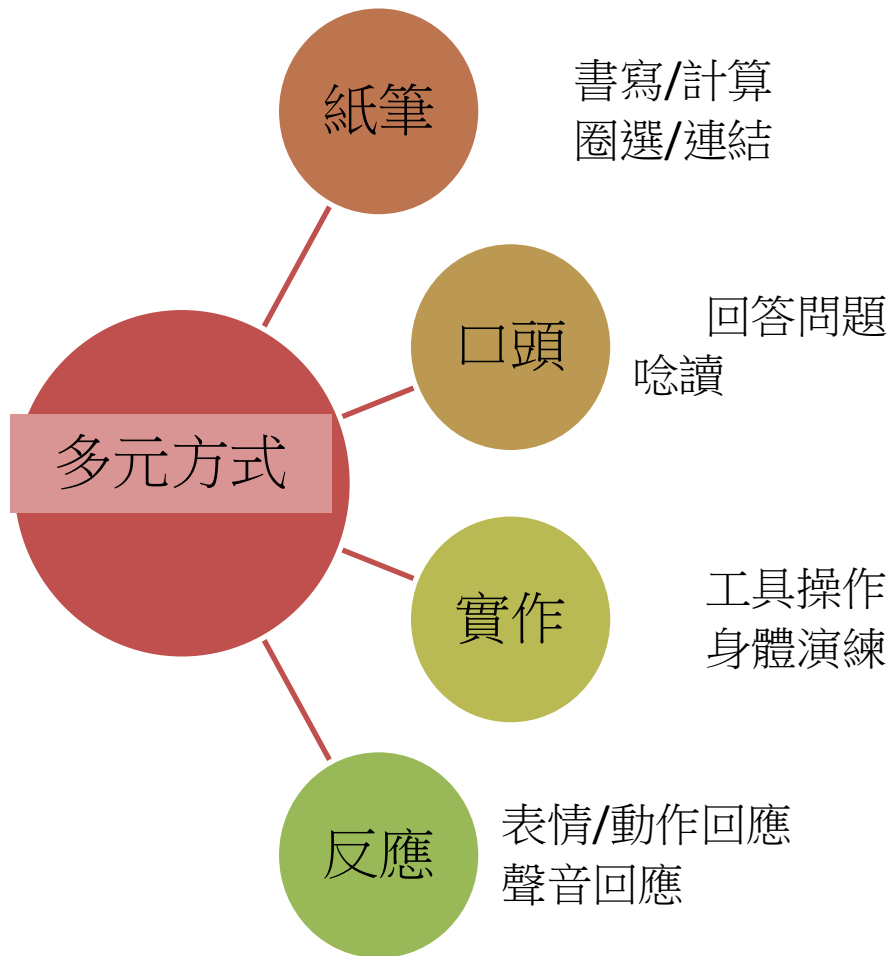 紙筆
書寫/計算
圈選/連結
口頭
回答問題
唸讀
多元方式
實作
工具操作
身體演練
反應
表情/動作回應
聲音回應